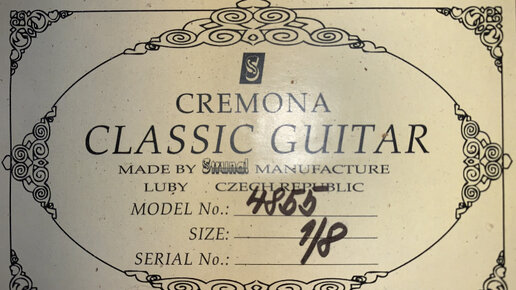 S
CREMONA
CLASSIC GUITAR
MADE BY Strunal MANUFACTURE
LUBY CZECH REPUBLIC
MODEL No.: 4855
SIZE: 1/8
SERIAL No.: